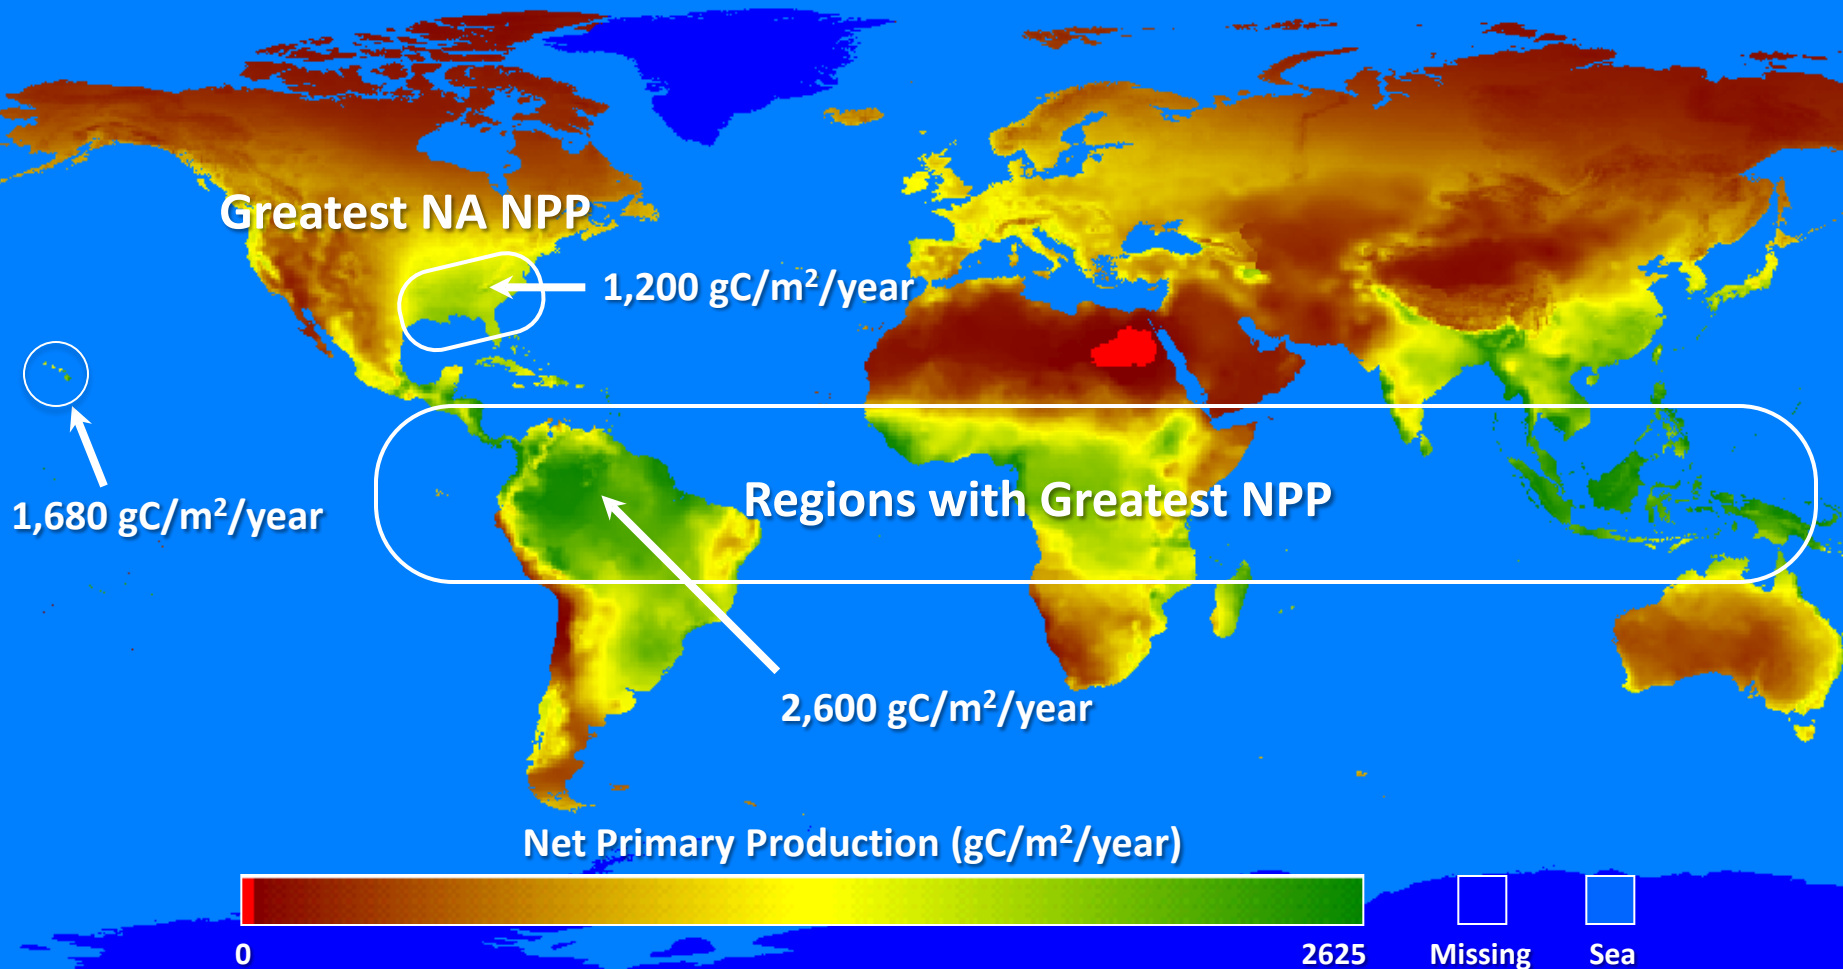 Greatest NA NPP
1,200 gC/m²/year
1,680 gC/m²/year
Regions with Greatest NPP
2,600 gC/m²/year
Net Primary Production (gC/m²/year)
0 2625 Missing Sea